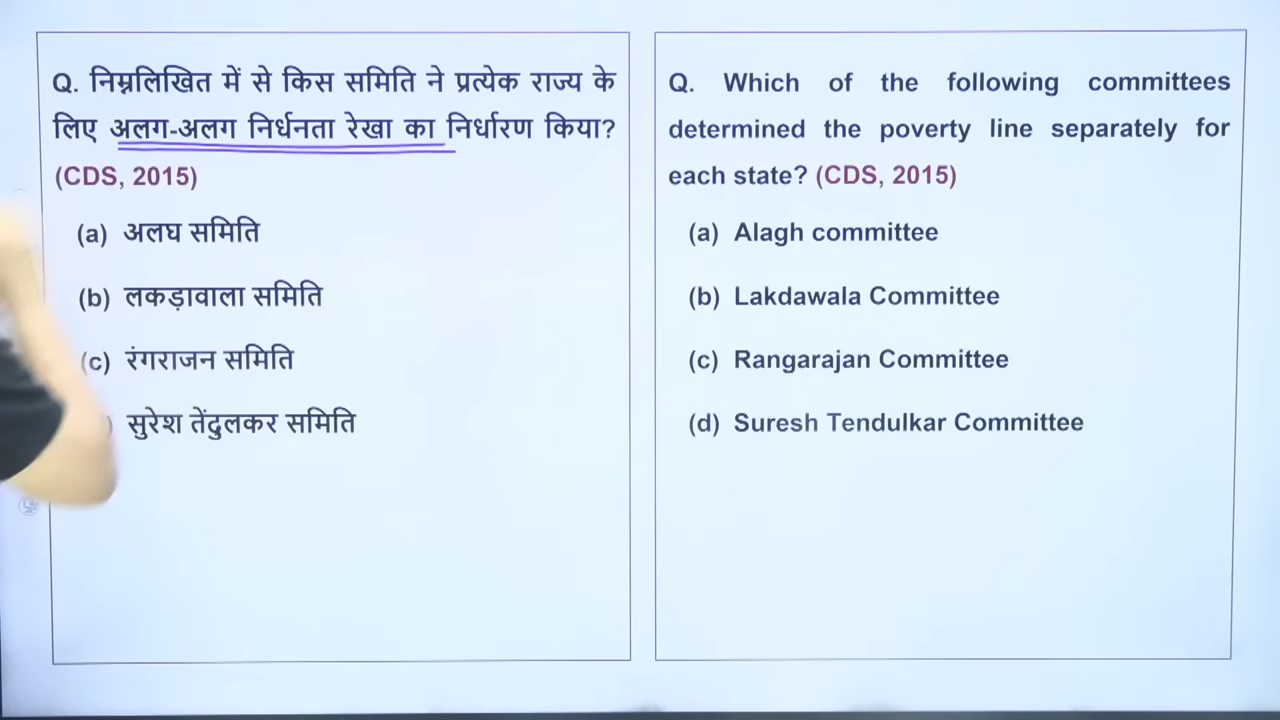 Q. निम्नलिखित में से किस समिति ने प्रत्येक राज्य के
लिए अलग-अलग निर्धनता रेखा का निर्धारण किया?
(CDS, 2015)
(a) अलघ समिति
(b) लकड़ावाला समिति
(c) रंगराजन समिति
) सुरेश तेंदुलकर समिति
Q. Which of the following committees
determined the poverty line separately for
each state? (CDS, 2015)
(a) Alagh committee
(b) Lakdawala Committee
(c) Rangarajan Committee
(d) Suresh Tendulkar Committee